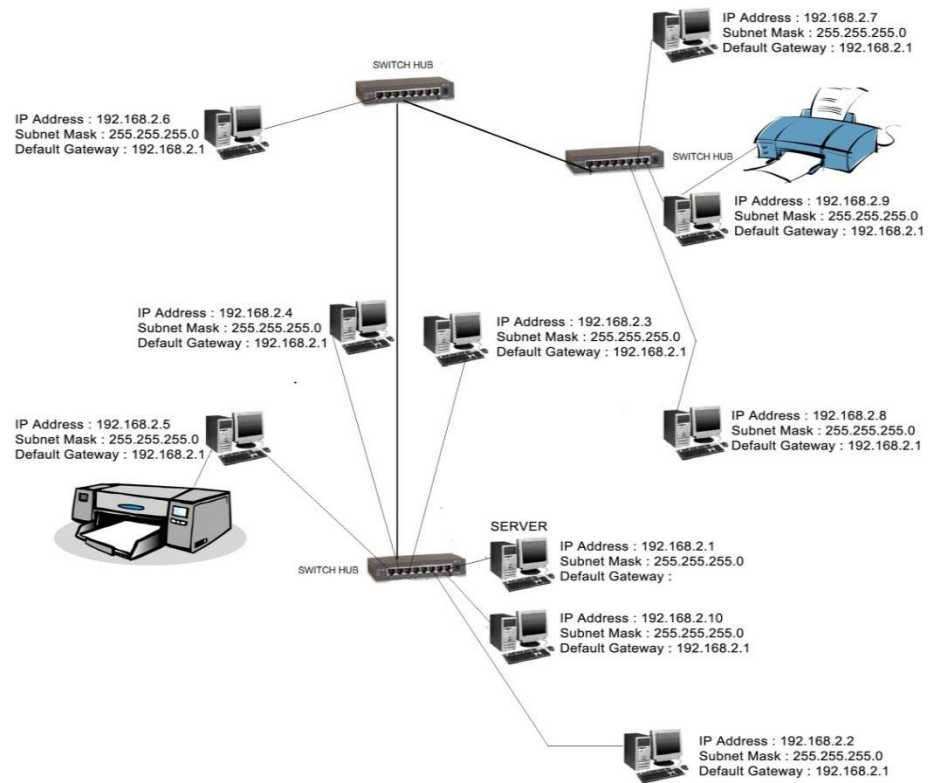 IP Address : 192.168.2.7
Subnet Mask : 255.255.255.0
Default Gateway : 192.168.2.1
SWITCH HUB
IP Address : 192.168.2.6
Subnet Mask : 255.255.255.0
Default Gateway : 192.168.2.1
SWITCH HUB
IP Address : 192.168.2.9
Subnet Mask : 255.255.255.0
Default Gateway : 192.168.2.1
IP Address : 192.168.2.4
Subnet Mask : 255.255.255.0
Default Gateway : 192.168.2.1
IP Address : 192.168.2.3
Subnet Mask : 255.255.255.0
Default Gateway : 192.168.2.1
IP Address : 192.168.2.5
Subnet Mask : 255.255.255.0
Default Gateway : 192.168.2.1
IP Address : 192.168.2.8
Subnet Mask : 255.255.255.0
Default Gateway : 192.168.2.1
SWITCH HUB
SERVER
IP Address : 192.168.2.1
Subnet Mask : 255.255.255.0
Default Gateway :
IP Address : 192.168.2.10
Subnet Mask : 255.255.255.0
Default Gateway : 192.168.2.1
IP Address : 192.168.2.2
Subnet Mask : 255.255.255.0
Default Gateway : 192.168.2.1